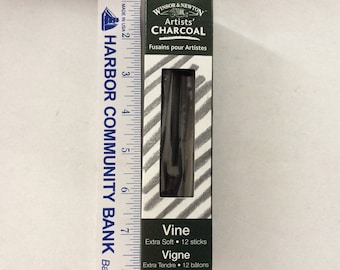 MADE IN USA
HARBOR COMMUNITY BANK
2
3
4
5
6
7
WINSOR & NEWTON
Artists'
CHARCOAL
Fusains pour Artistes
Vine
Extra Soft • 12 sticks
Vigne
Extra Tendre • 12 bâtons